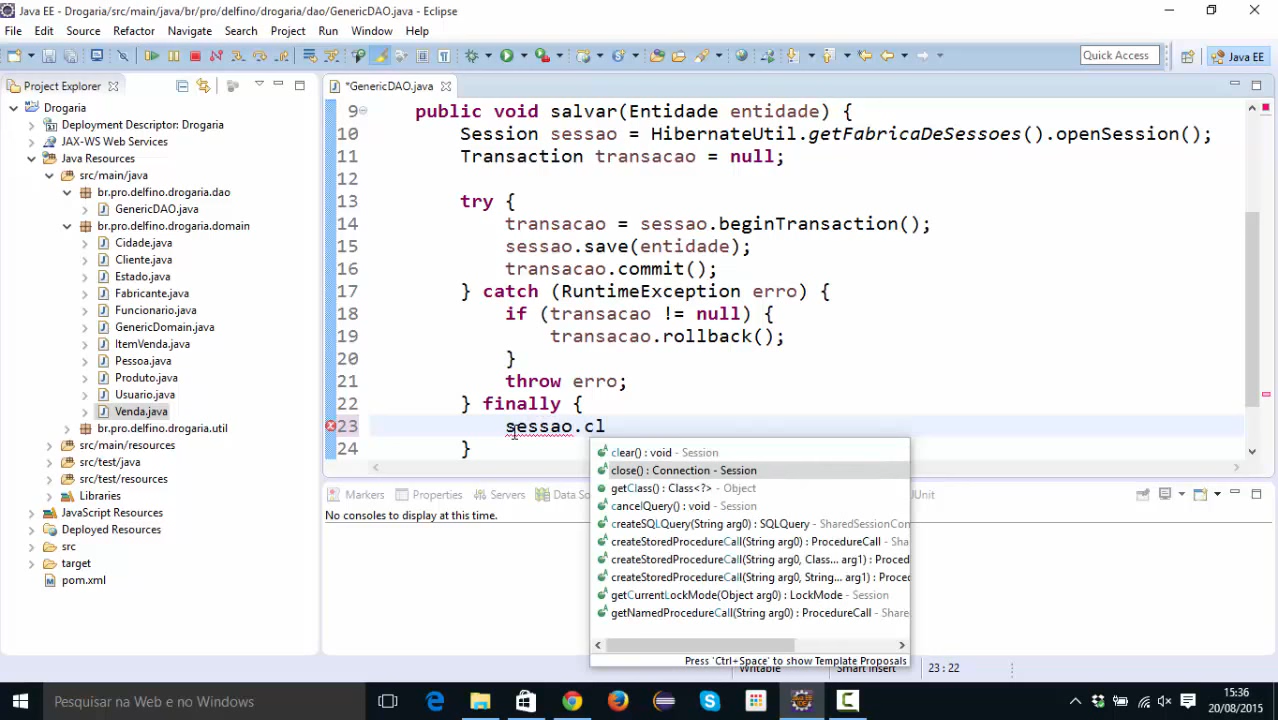 Java EE - Drogaria/src/main/java/br/pro/delfino/drogaria/dao/GenericDAO.java - Eclipse
File Edit Source Refactor Navigate Search Project Run Window Help
Quick Access
Java EE
Project Explorer
*GenericDAO.java
Drogaria
Deployment Descriptor: Drogaria
JAX-WS Web Services
Java Resources
src/main/java
br.pro.delfino.drogaria.dao
GenericDAO.java
br.pro.delfino.drogaria.domain
Cidade.java
Cliente.java
Estado.java
Fabricante.java
Funcionario.java
GenericDomain.java
ItemVenda.java
Pessoa.java
Produto.java
Usuario.java
Venda.java
br.pro.delfino.drogaria.util
src/main/resources
src/test/java
src/test/resources
Libraries
JavaScript Resources
Deployed Resources
src
target
pom.xml
9 public void salvar(Entidade entidade) {
10 Session sessao = HibernateUtil.getFabricaDeSessoes().openSession();
11 Transaction transacao = null;
12
13 try {
14 transacao = sessao.beginTransaction();
15 sessao.save(entidade);
16 transacao.commit();
17 } catch (RuntimeException erro) {
18 if (transacao != null) {
19 transacao.rollback();
20 }
21 throw erro;
22 } finally {
23 sessao.cl
24 }
clear() : void - Session
close() : Connection - Session
getClass() : Class<?> - Object
cancelQuery() : void - Session
createSQLQuery(String arg0) : SQLQuery - SharedSessionCon
createStoredProcedureCall(String arg0) : ProcedureCall - Sha
createStoredProcedureCall(String arg0, Class... arg1) : Proced
createStoredProcedureCall(String arg0, String... arg1) : Proced
getCurrentLockMode(Object arg0) : LockMode - Session
getNamedProcedureCall(String arg0) : ProcedureCall - Share
Press 'Ctrl+Space' to show Template Proposals
Markers Properties Servers Data So Unit
No consoles to display at this time.
Writable Smart Insert 23 : 22
Pesquisar na Web e no Windows
15:36
20/08/2015